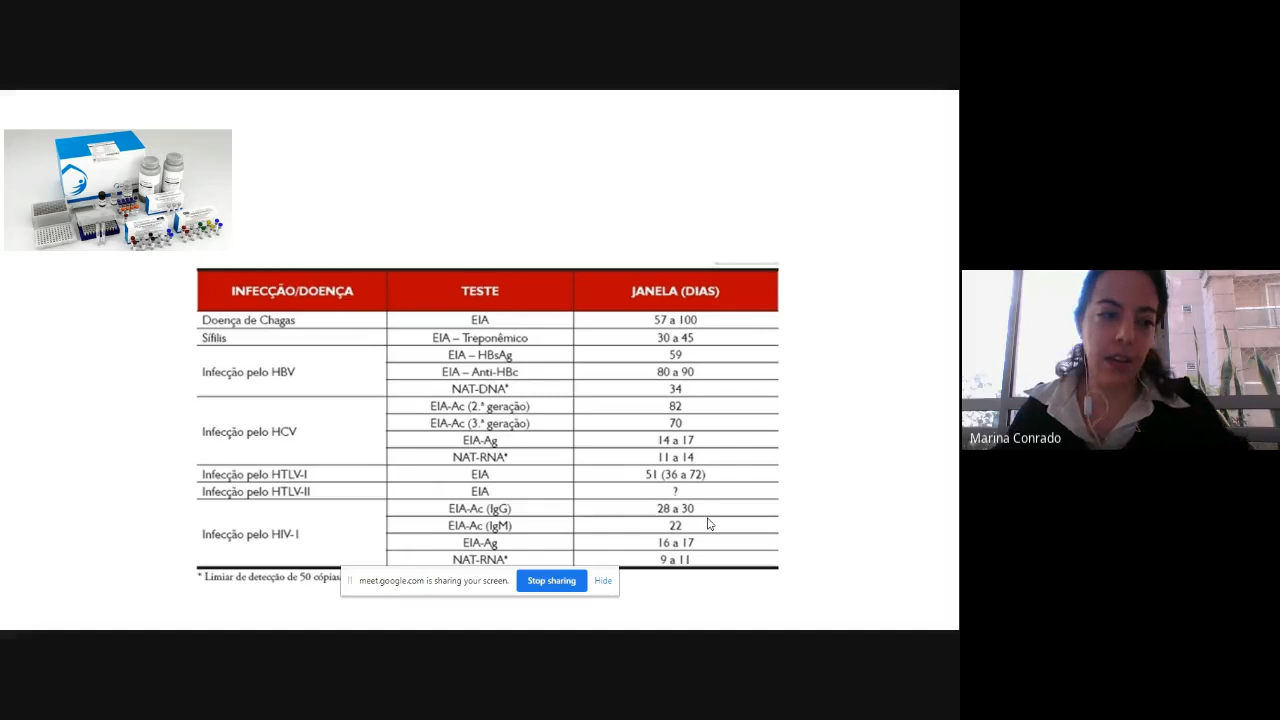 INFECÇÃO/DOENÇA TESTE JANELA (DIAS)
Doença de Chagas EIA 57 a 100
Sífilis EIA – Treponêmico 30 a 45
Infecção pelo HBV EIA – HBsAg 59
EIA – Anti-HBc 80 a 90
NAT-DNA* 34
Infecção pelo HCV EIA-Ac (2.ª geração) 82
EIA-Ac (3.ª geração) 70
EIA-Ag 14 a 17
NAT-RNA* 11 a 14
Infecção pelo HTLV-I EIA 51 (36 a 72)
Infecção pelo HTLV-II EIA ?
Infecção pelo HIV-1 EIA-Ac (IgG) 28 a 30
EIA-Ac (IgM) 22
EIA-Ag 16 a 17
NAT-RNA* 9 a 11
* Limiar de detecção de 50 cópias
meet.google.com is sharing your screen. Stop sharing Hide
Marina Conrado